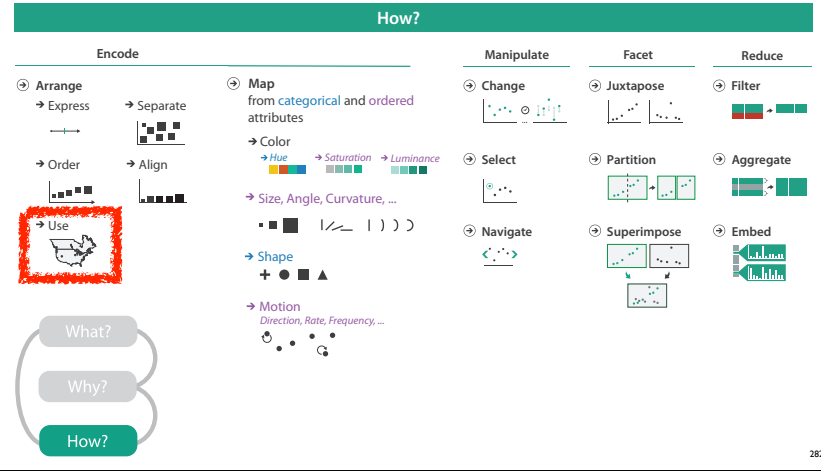 How?
Encode
Arrange
Express
Separate
Order
Align
Use
Map
from categorical and ordered
attributes
Color
Hue
Saturation
Luminance
Size, Angle, Curvature, ...
Shape
Motion
Direction, Rate, Frequency, ...
Manipulate
Change
...
Select
Navigate
Facet
Juxtapose
Partition
Superimpose
Reduce
Filter
Aggregate
Embed
What?
Why?
How?
282